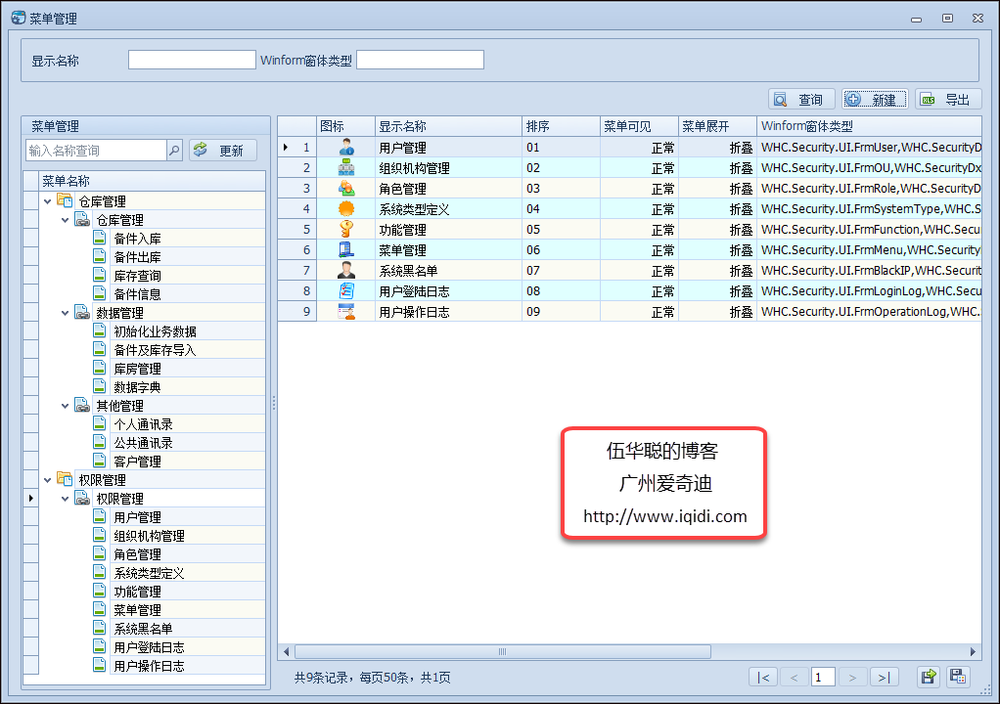 菜单管理
显示名称 Winform窗体类型
查询 新建 导出
菜单管理
输入名称查询 更新
菜单名称
仓库管理
仓库管理
备件入库
备件出库
库存查询
备件信息
数据管理
初始化业务数据
备件及库存导入
库房管理
数据字典
其他管理
个人通讯录
公共通讯录
客户管理
权限管理
权限管理
用户管理
组织机构管理
角色管理
系统类型定义
功能管理
菜单管理
系统黑名单
用户登陆日志
用户操作日志
图标 显示名称 排序 菜单可见 菜单展开 Winform窗体类型
1 用户管理 01 正常 折叠 WHC.Security.UI.FrmUser,WHC.SecurityD
2 组织机构管理 02 正常 折叠 WHC.Security.UI.FrmOU,WHC.SecurityDx
3 角色管理 03 正常 折叠 WHC.Security.UI.FrmRole,WHC.SecurityD
4 系统类型定义 04 正常 折叠 WHC.Security.UI.FrmSystemType,WHC.S
5 功能管理 05 正常 折叠 WHC.Security.UI.FrmFunction,WHC.Secu
6 菜单管理 06 正常 折叠 WHC.Security.UI.FrmMenu,WHC.Security
7 系统黑名单 07 正常 折叠 WHC.Security.UI.FrmBlackIP,WHC.Securit
8 用户登陆日志 08 正常 折叠 WHC.Security.UI.FrmLoginLog,WHC.Secu
9 用户操作日志 09 正常 折叠 WHC.Security.UI.FrmOperationLog,WHC.
伍华聪的博客
广州爱奇迪
http://www.iqidi.com
共9条记录，每页50条，共1页 |< < 1 > >|